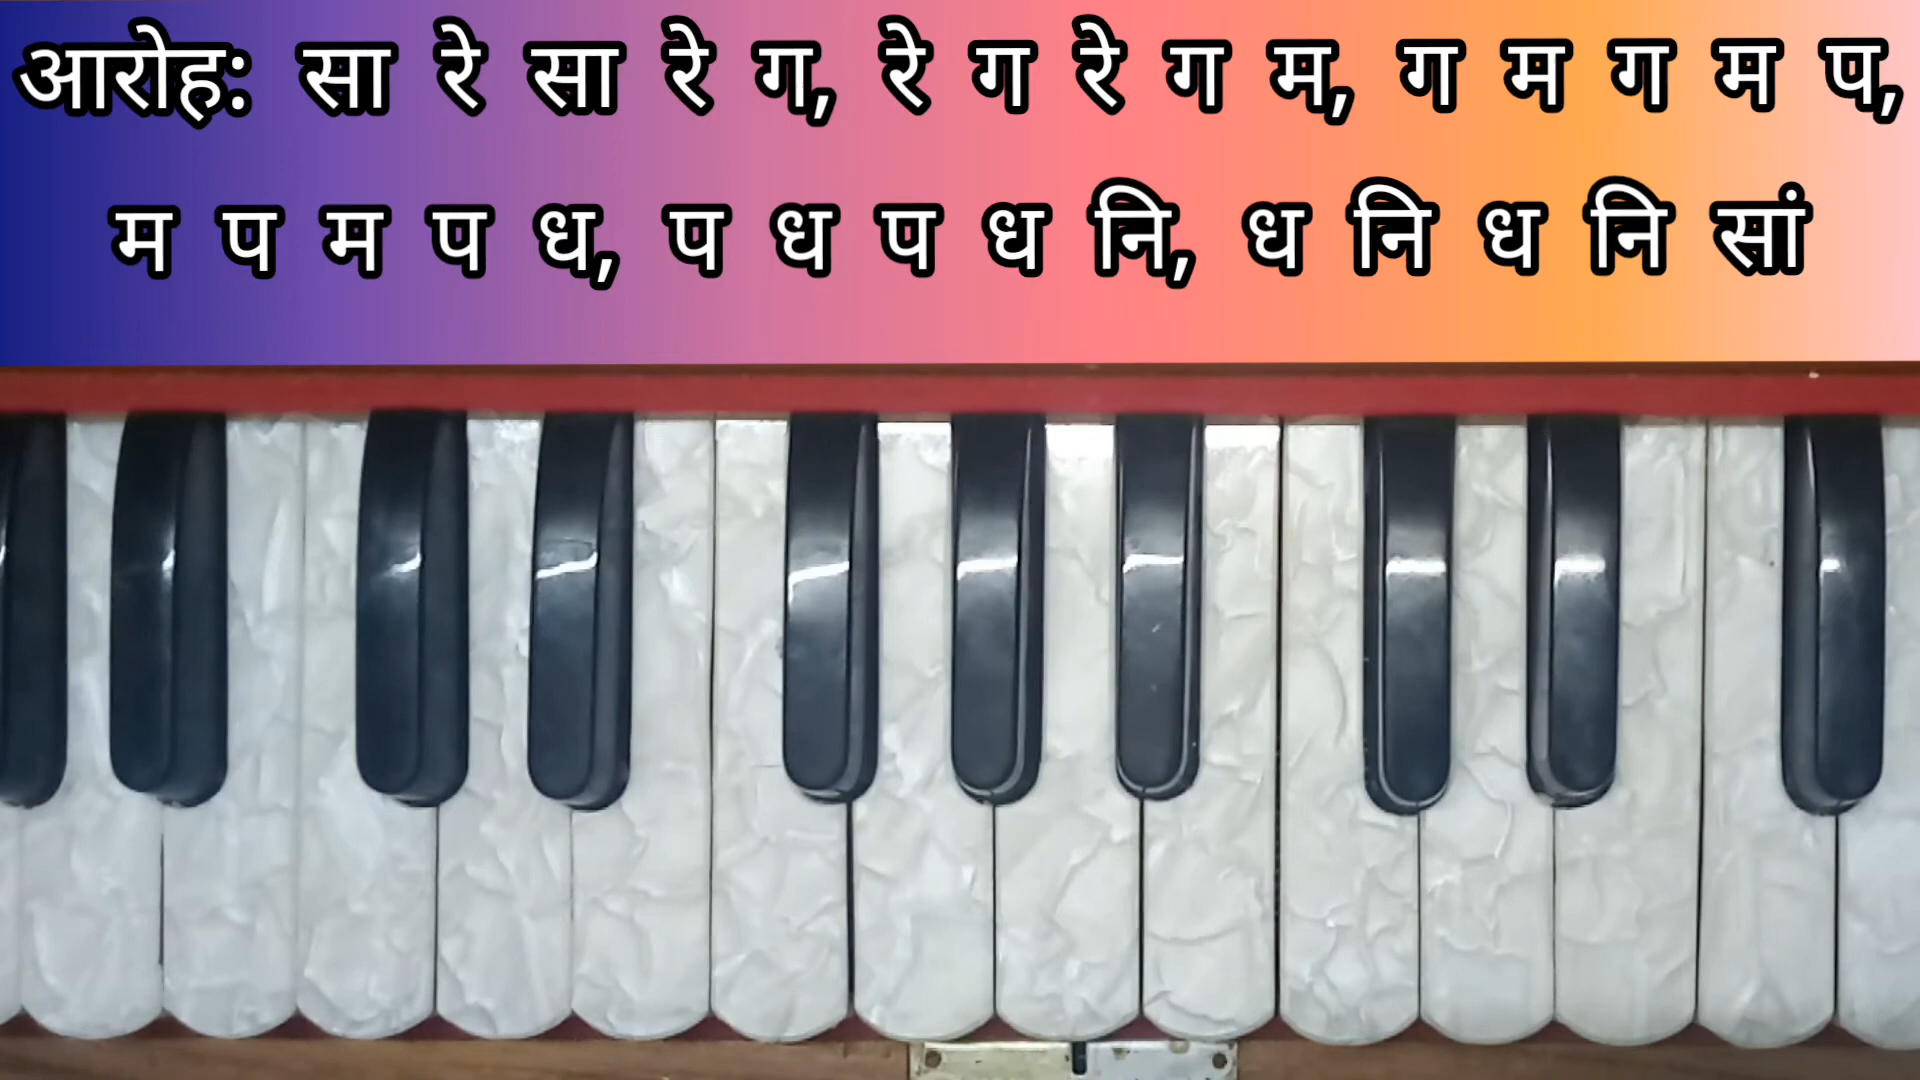 आरोह: सा रे सा रे ग, रे ग रे ग म, ग म ग म प,
म प म प ध, प ध प ध नि, ध नि ध नि सां